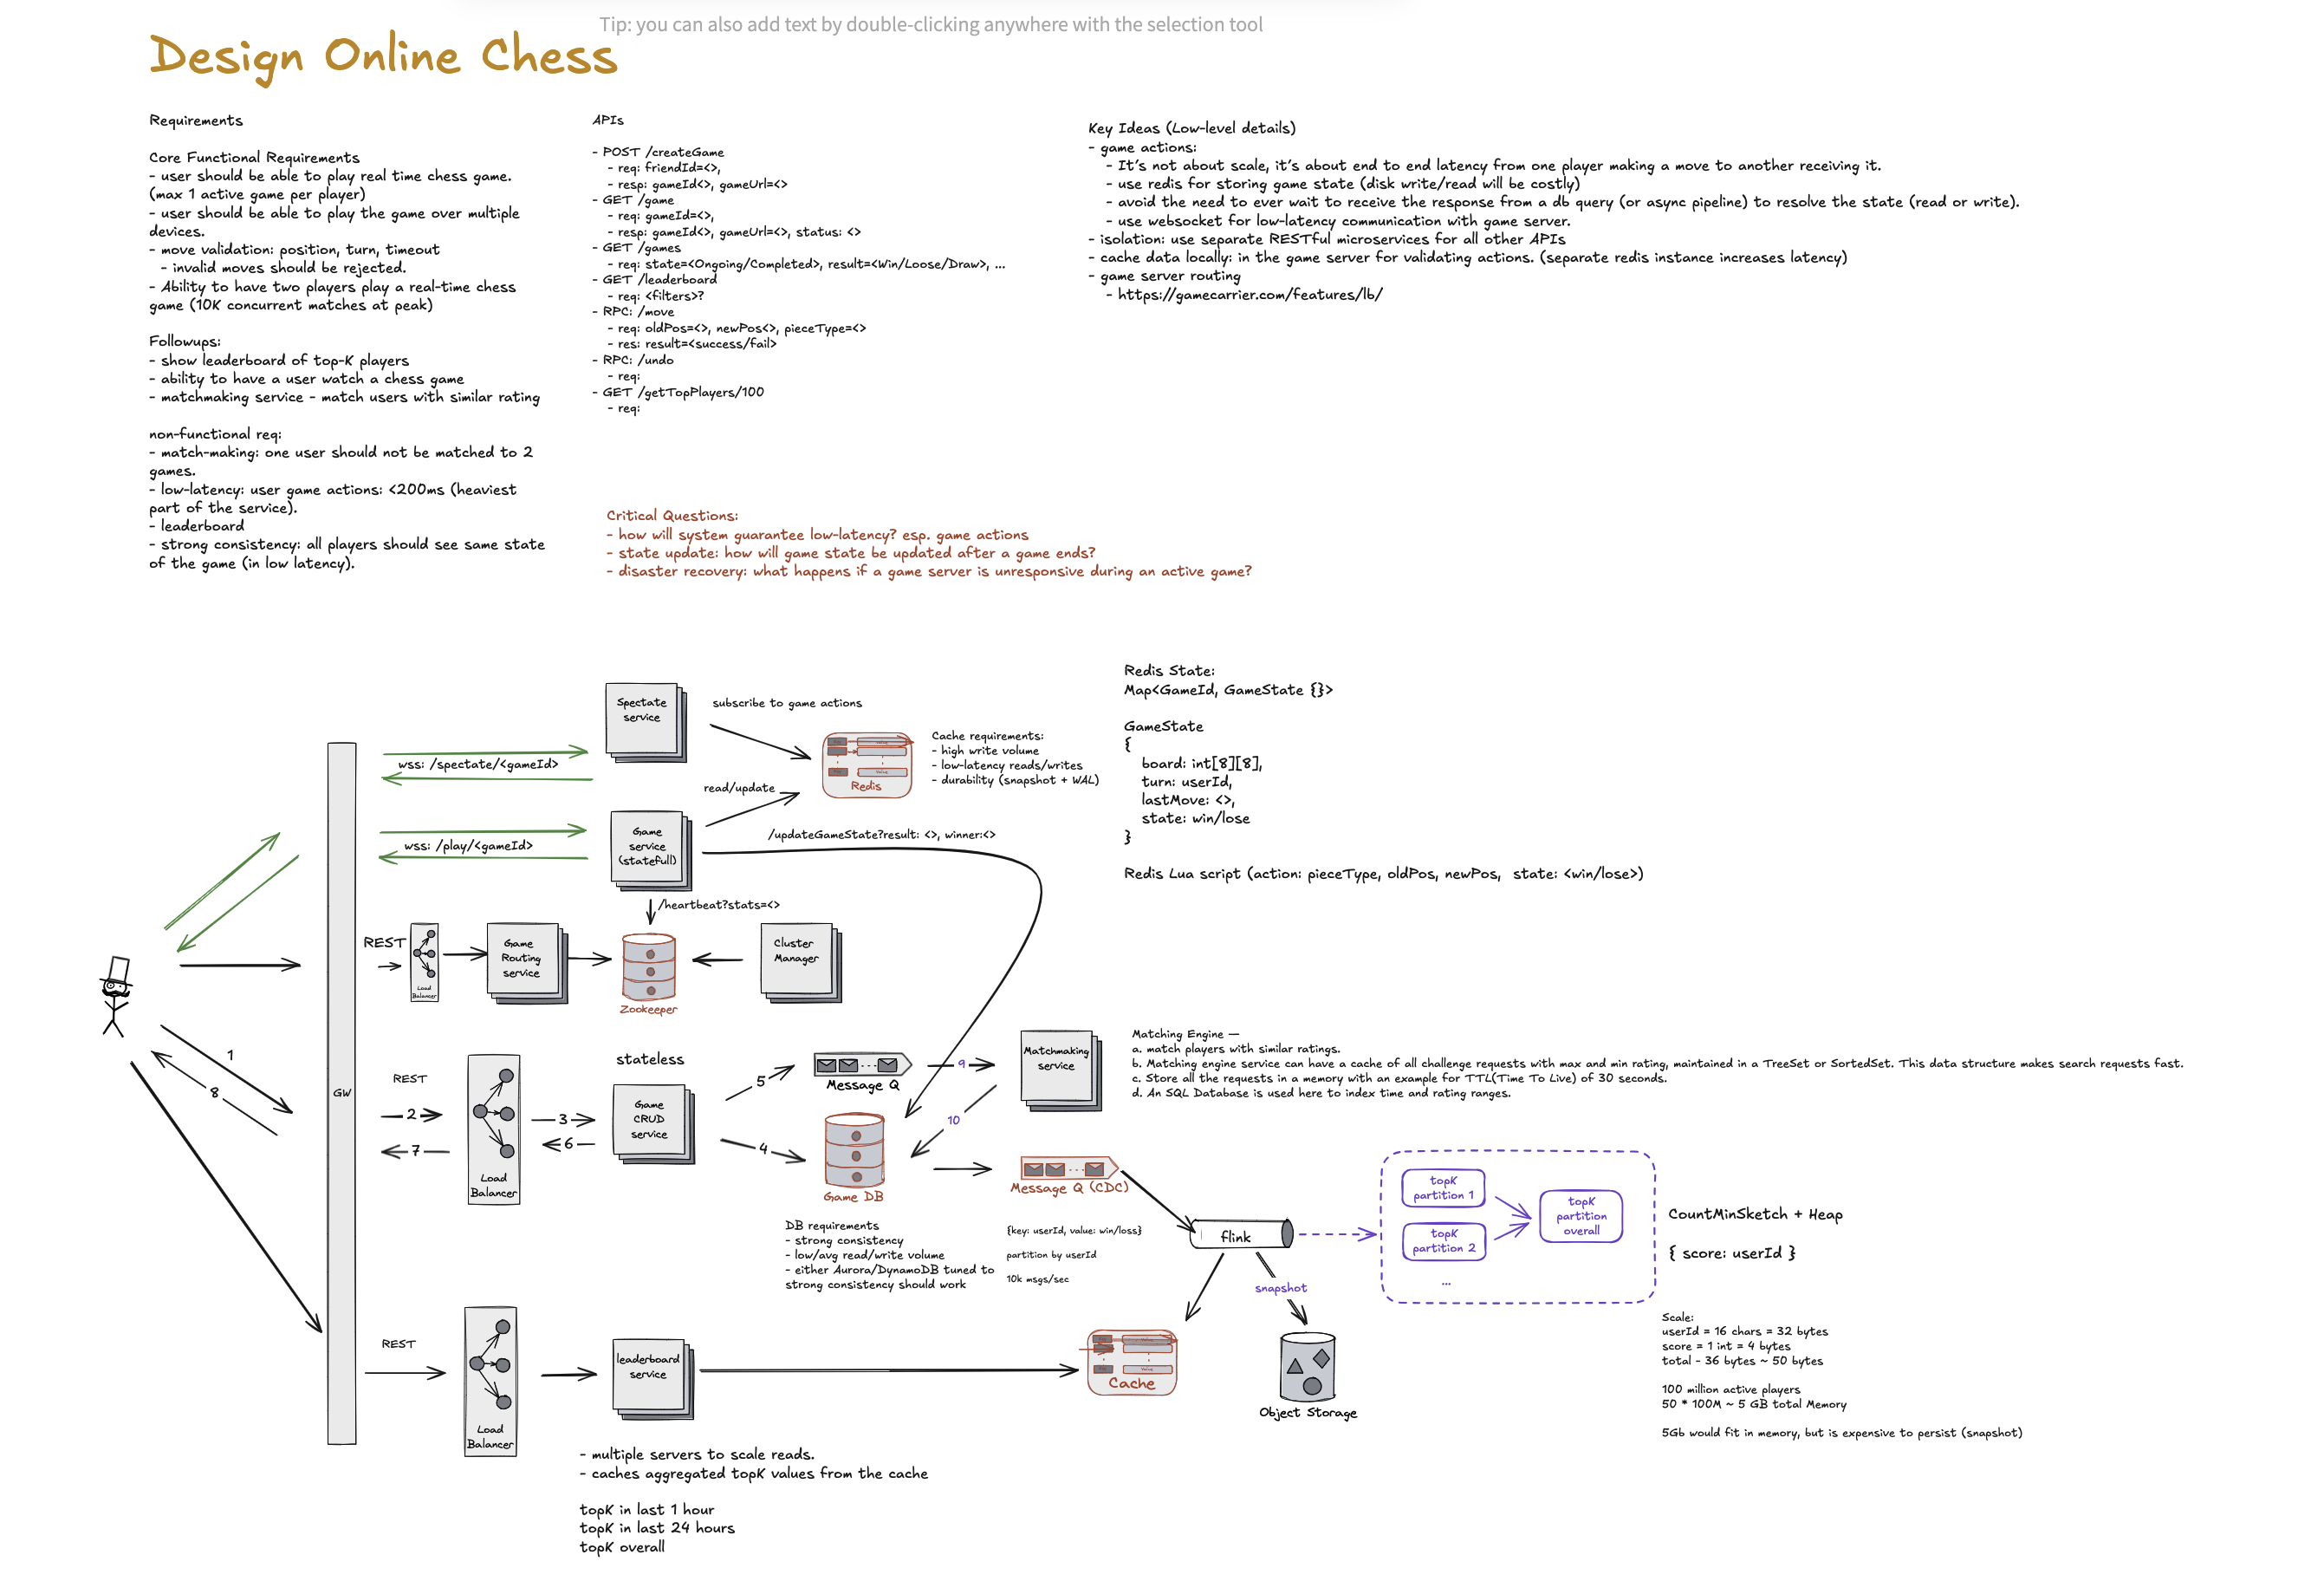 Tip: you can also add text by double-clicking anywhere with the selection tool
Design Online Chess
Requirements
Core Functional Requirements
- user should be able to play real time chess game.
(max 1 active game per player)
- user should be able to play the game over multiple
devices.
- move validation: position, turn, timeout
- invalid moves should be rejected.
- Ability to have two players play a real-time chess
game (10K concurrent matches at peak)
Followups:
- show leaderboard of top-K players
- ability to have a user watch a chess game
- matchmaking service - match users with similar rating
non-functional req:
- match-making: one user should not be matched to 2
games.
- low-latency: user game actions: <200ms (heaviest
part of the service).
- leaderboard
- strong consistency: all players should see same state
of the game (in low latency).
APIs
- POST /createGame
- req: friendId=<>,
- resp: gameId<>, gameUrl=<>
- GET /game
- req: gameId=<>,
- resp: gameId<>, gameUrl=<>, status: <>
- GET /games
- req: state=<Ongoing/Completed>, result=<Win/Loose/Draw>, ...
- GET /leaderboard
- req: <filters>?
- RPC: /move
- req: oldPos=<>, newPos<>, pieceType=<>
- res: result=<success/fail>
- RPC: /undo
- req:
- GET /getTopPlayers/100
- req:
Critical Questions:
- how will system guarantee low-latency? esp. game actions
- state update: how will game state be updated after a game ends?
- disaster recovery: what happens if a game server is unresponsive during an active game?
Key Ideas (Low-level details)
- game actions:
- It's not about scale, it's about end to end latency from one player making a move to another receiving it.
- use redis for storing game state (disk write/read will be costly)
- avoid the need to ever wait to receive the response from a db query (or async pipeline) to resolve the state (read or write).
- use websocket for low-latency communication with game server.
- isolation: use separate RESTful microservices for all other APIs
- cache data locally: in the game server for validating actions. (separate redis instance increases latency)
- game server routing
- https://gamecarrier.com/features/lb/
Spectate
service
subscribe to game actions
wss: /spectate/<gameId>
Redis
Cache requirements:
- high write volume
- low-latency reads/writes
- durability (snapshot + WAL)
read/update
Game
service
(statefull)
wss: /play/<gameId>
/updateGameState?result: <>, winner:<>
/heartbeat?stats=<>
Redis State:
Map<GameId, GameState {}>
GameState
{
board: int[8][8],
turn: userId,
lastMove: <>,
state: win/lose
}
Redis Lua script (action: pieceType, oldPos, newPos, state: <win/lose>)
REST
Load
Balancer
Game
Routing
service
Zookeeper
Cluster
Manager
GW
1
8
REST
2
7
Load
Balancer
3
6
stateless
Game
CRUD
service
5
4
Message Q
9
10
Matchmaking
service
Game DB
DB requirements
- strong consistency
- low/avg read/write volume
- either Aurora/DynamoDB tuned to
strong consistency should work
Message Q (CDC)
{key: userId, value: win/loss}
partition by userId
10k msgs/sec
Matching Engine —
a. match players with similar ratings.
b. Matching engine service can have a cache of all challenge requests with max and min rating, maintained in a TreeSet or SortedSet. This data structure makes search requests fast.
c. Store all the requests in a memory with an example for TTL(Time To Live) of 30 seconds.
d. An SQL Database is used here to index time and rating ranges.
flink
snapshot
topK
partition 1
topK
partition 2
...
topK
partition
overall
CountMinSketch + Heap
{ score: userId }
Scale:
userId = 16 chars = 32 bytes
score = 1 int = 4 bytes
total - 36 bytes ~ 50 bytes
100 million active players
50 * 100M ~ 5 GB total Memory
5Gb would fit in memory, but is expensive to persist (snapshot)
REST
Load
Balancer
leaderboard
service
Cache
Object Storage
- multiple servers to scale reads.
- caches aggregated topK values from the cache
topK in last 1 hour
topK in last 24 hours
topK overall